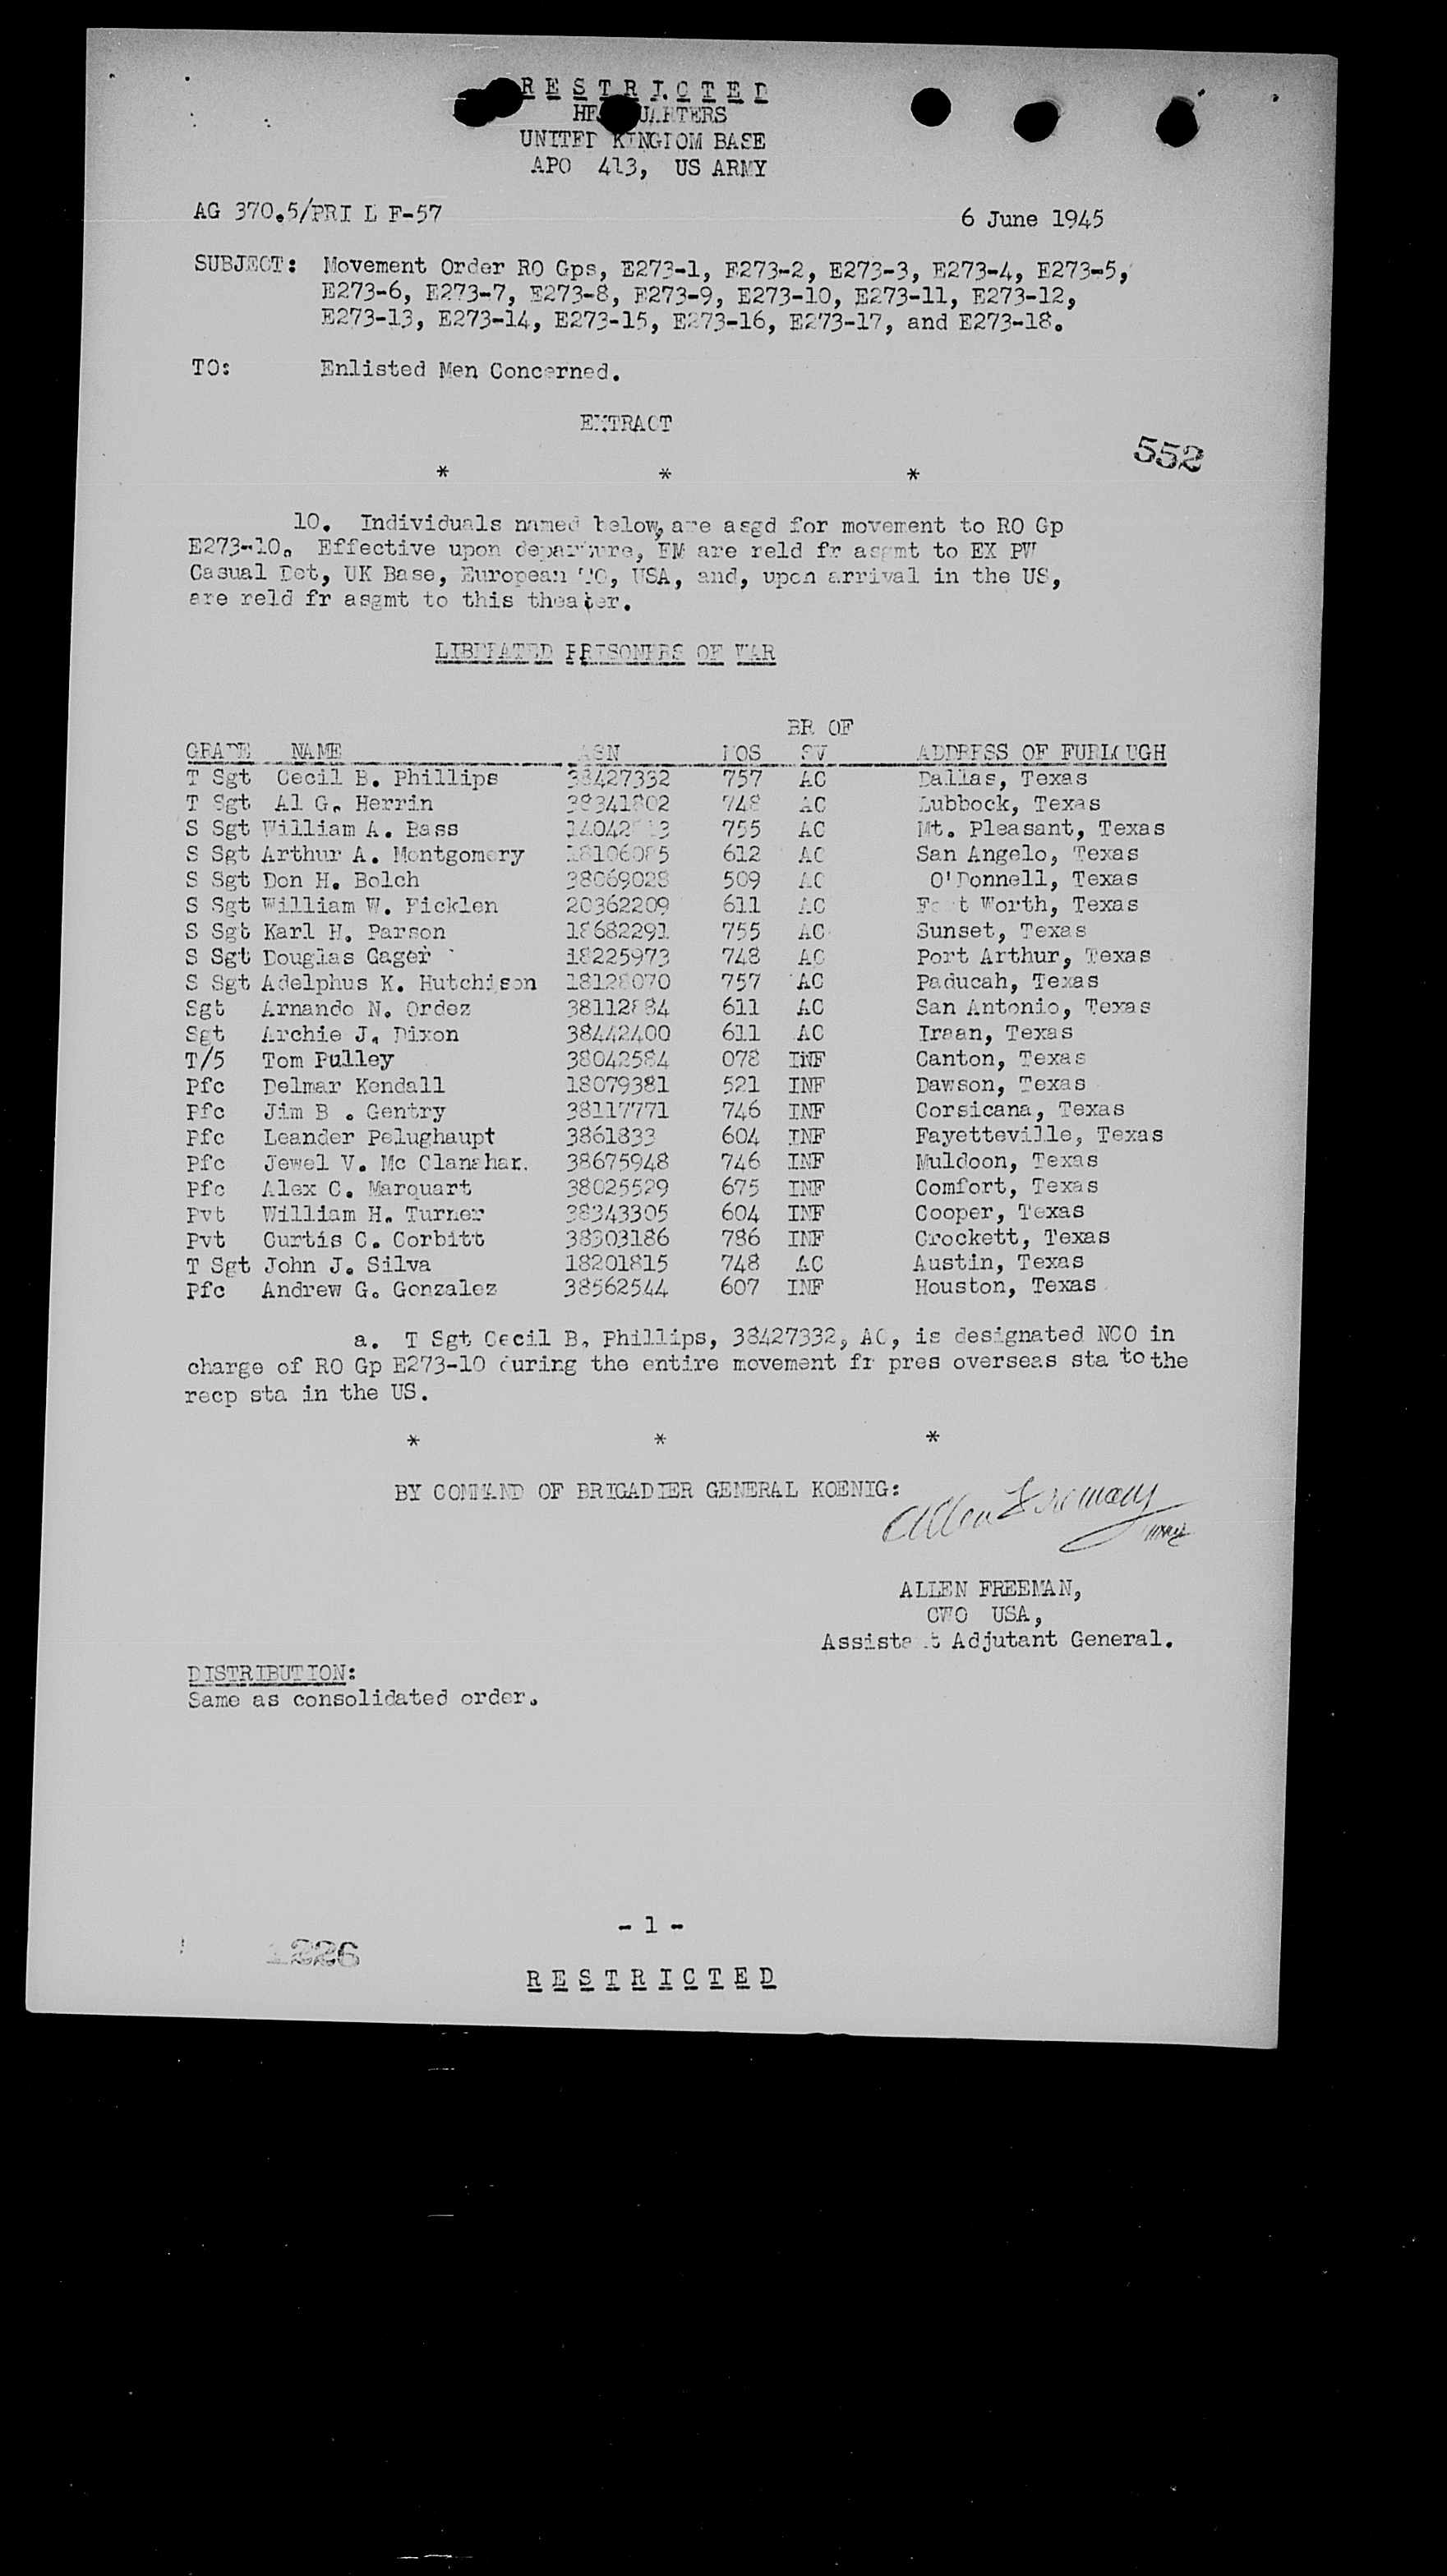 R E S T R I C T E D
HEADQUARTERS
UNITED KINGDOM BASE
APO 413, US ARMY
AG 370.5/PRI L F-57
6 June 1945
SUBJECT: Movement Order RO Gps, E273-1, E273-2, E273-3, E273-4, E273-5,
E273-6, E273-7, E273-8, E273-9, E273-10, E273-11, E273-12,
E273-13, E273-14, E273-15, E273-16, E273-17, and E273-18.
TO: Enlisted Men Concerned.
EXTRACT
552
* * *
10. Individuals named below, are asgd for movement to RO Gp
E273-10. Effective upon departure, EM are reld fr asgmt to EX PW
Casual Det, UK Base, European TO, USA, and, upon arrival in the US,
are reld fr asgmt to this theater.
LIBERATED PRISONERS OF WAR
BR OF
GRADE NAME ASN MOS SV ADDRESS OF FURLOUGH
T Sgt Cecil B. Phillips 38427332 757 AC Dallas, Texas
T Sgt Al G. Herrin 38341802 748 AC Lubbock, Texas
S Sgt William A. Bass 755 AC Mt. Pleasant, Texas
S Sgt Arthur A. Montgomery 18106085 612 AC San Angelo, Texas
S Sgt Don H. Bolch 38069028 509 AC O'Donnell, Texas
S Sgt William W. Ficklen 20362209 611 AC Fort Worth, Texas
S Sgt Karl H. Parson 18682291 755 AC Sunset, Texas
S Sgt Douglas Gager 18225973 748 AC Port Arthur, Texas
S Sgt Adelphus K. Hutchison 18128070 757 AC Paducah, Texas
Sgt Arnando N. Ordez 38112884 611 AC San Antonio, Texas
Sgt Archie J. Dixon 38442400 611 AC Iraan, Texas
T/5 Tom Pulley 38042584 078 INF Canton, Texas
Pfc Delmar Kendall 18079381 521 INF Dawson, Texas
Pfc Jim B . Gentry 38117771 746 INF Corsicana, Texas
Pfc Leander Pelughaupt 3861833 604 INF Fayetteville, Texas
Pfc Jewel V. Mc Clanahan. 38675948 746 INF Muldoon, Texas
Pfc Alex C. Marquart 38025529 675 INF Comfort, Texas
Pvt William H. Turner 38343305 604 INF Cooper, Texas
Pvt Curtis C. Corbitt 38303186 786 INF Crockett, Texas
T Sgt John J. Silva 18201815 748 AC Austin, Texas
Pfc Andrew G. Gonzalez 38562544 607 INF Houston, Texas
a. T Sgt Cecil B. Phillips, 38427332, AC, is designated NCO in
charge of RO Gp E273-10 during the entire movement fr pres overseas sta to the
recp sta in the US.
* * *
BY COMMAND OF BRIGADIER GENERAL KOENIG:
Allen Freeman
ALLEN FREEMAN,
CWO USA,
Assistant Adjutant General.
DISTRIBUTION:
Same as consolidated order.
- 1 -
1226
R E S T R I C T E D